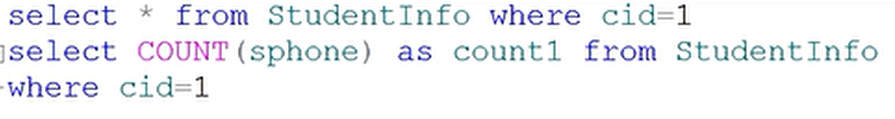 select * from StudentInfo where cid=1
select COUNT(sphone) as count1 from StudentInfo
where cid=1